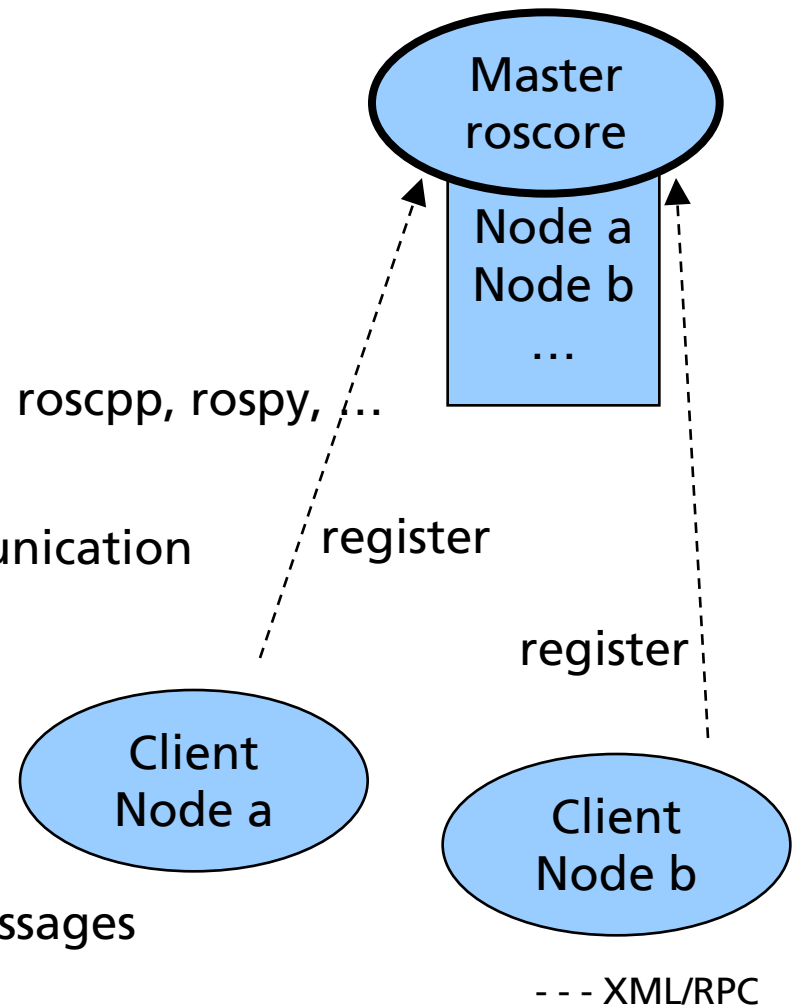 Master
roscore
Node a
Node b
…
roscpp, rospy, …
unication
register
register
Client
Node a
Client
Node b
ssages
- - - XML/RPC